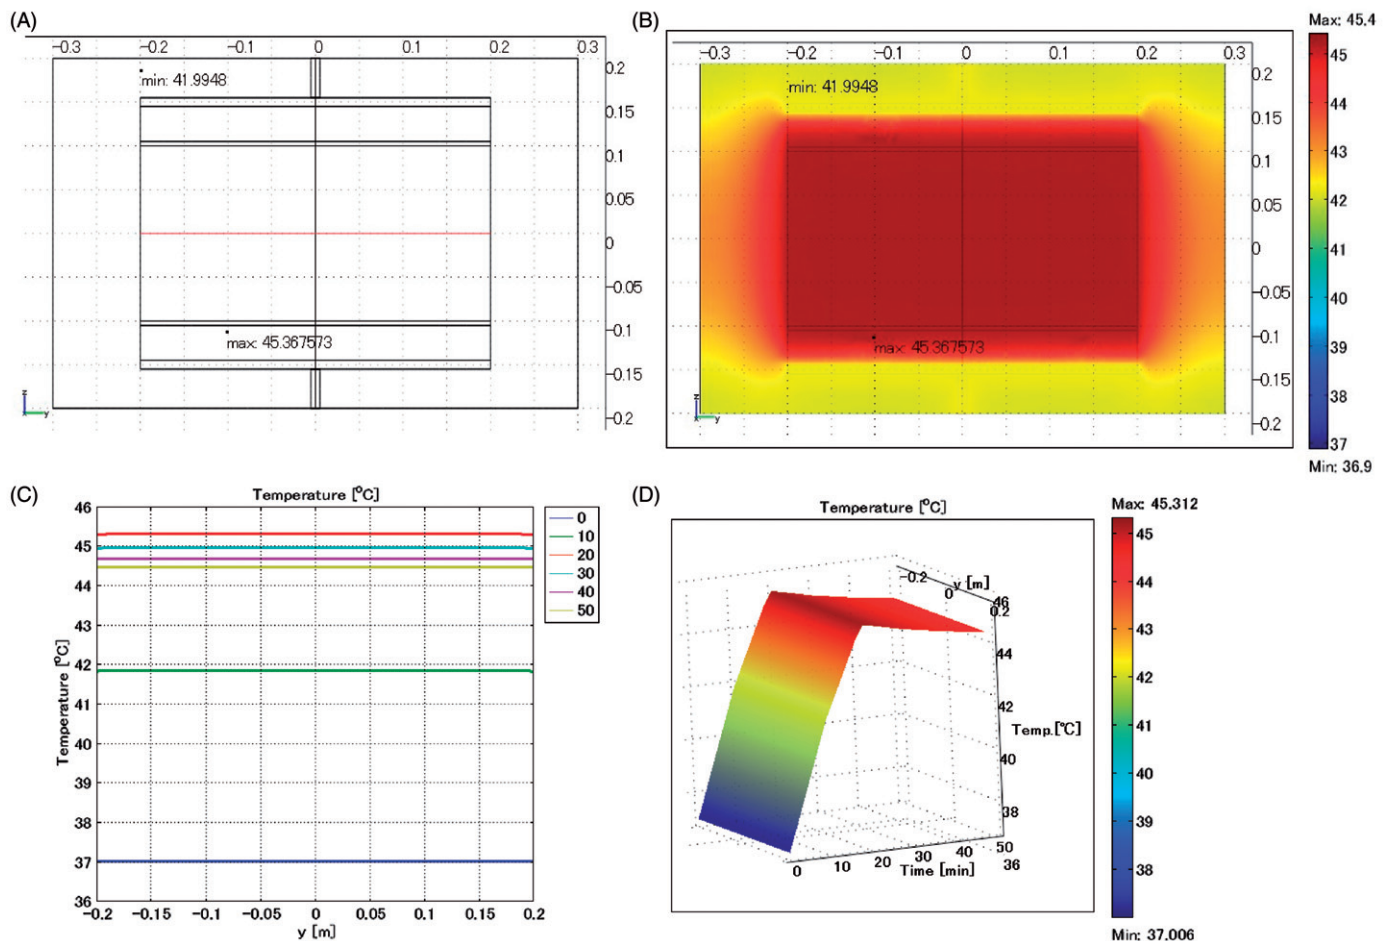 (A)
-0.3 -0.2 -0.1 0 0.1 0.2 0.3
min: 41.9948
max: 45.367573
0.2
0.15
0.1
0.05
0
-0.05
-0.1
-0.15
-0.2
z
y
(B)
-0.3 -0.2 -0.1 0 0.1 0.2 0.3
min: 41.9948
max: 45.367573
0.2
0.15
0.1
0.05
0
-0.05
-0.1
-0.15
-0.2
z
y
Max: 45.4
45
44
43
42
41
40
39
38
37
Min: 36.9
(C)
Temperature [°C]
Temperature [°C]
46
45
44
43
42
41
40
39
38
37
36
-0.2 -0.15 -0.1 -0.05 0 0.05 0.1 0.15 0.2
y [m]
0
10
20
30
40
50
(D)
Temperature [°C]
-0.2
0
0.2
y [m]
46
44
42
40
38
36
Temp.[°C]
0 10 20 30 40 50
Time [min]
Max: 45.312
45
44
43
42
41
40
39
38
Min: 37.006